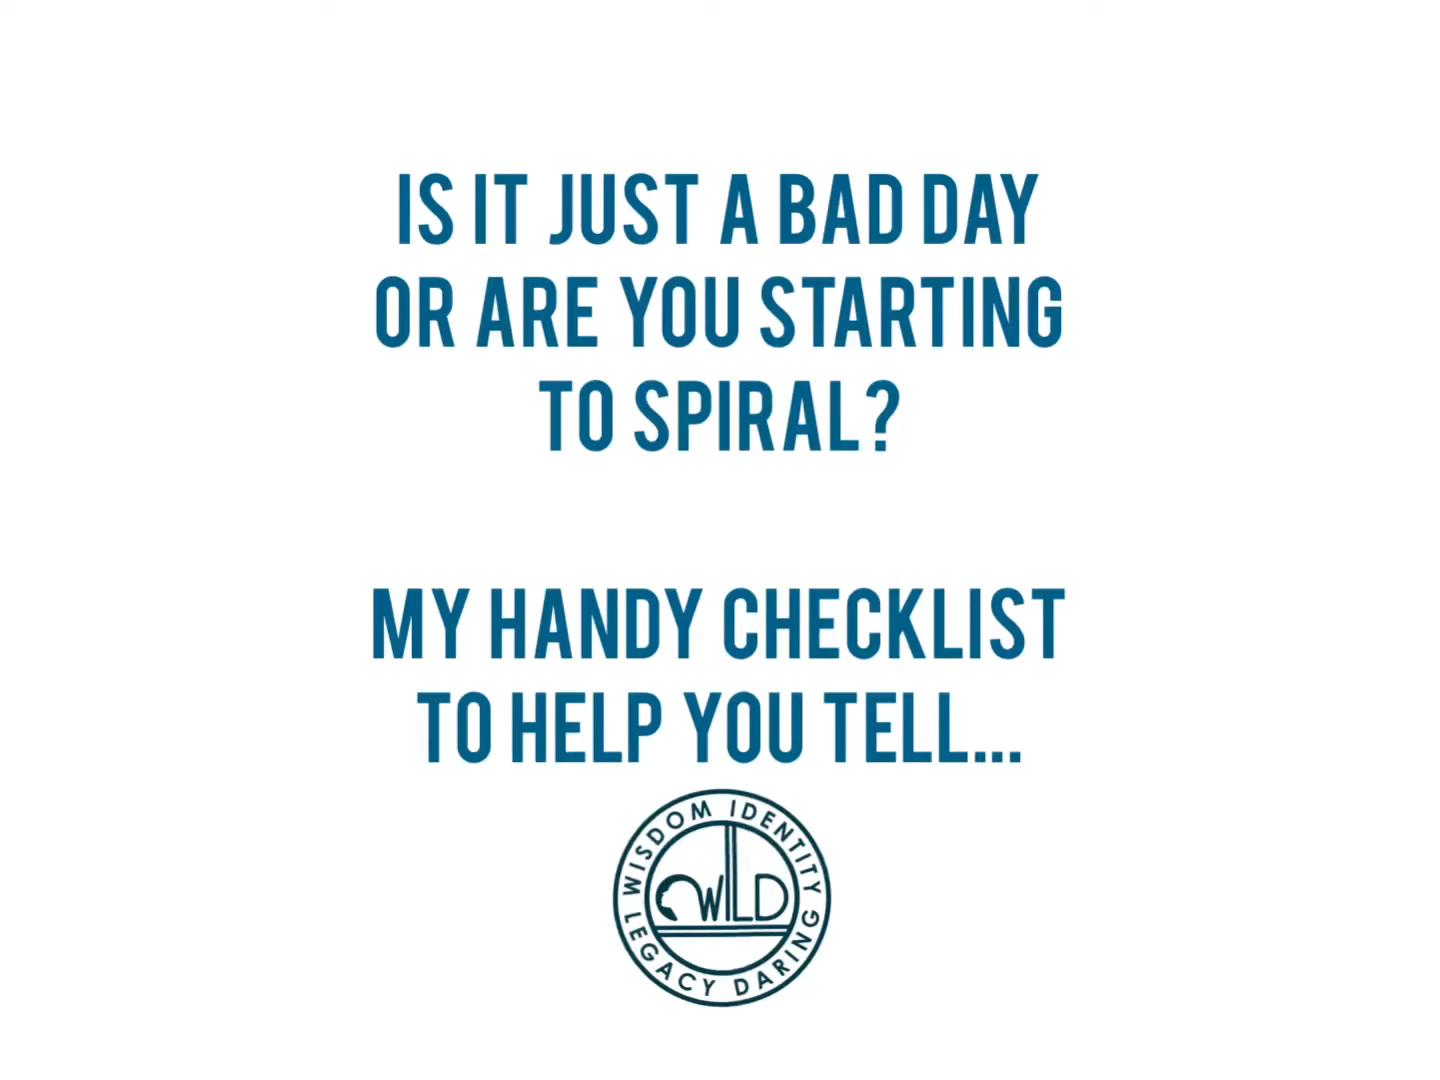 IS IT JUST A BAD DAY
OR ARE YOU STARTING
TO SPIRAL?
MY HANDY CHECKLIST
TO HELP YOU TELL...
WISDOM IDENTITY
WILD
LEGACY DARING